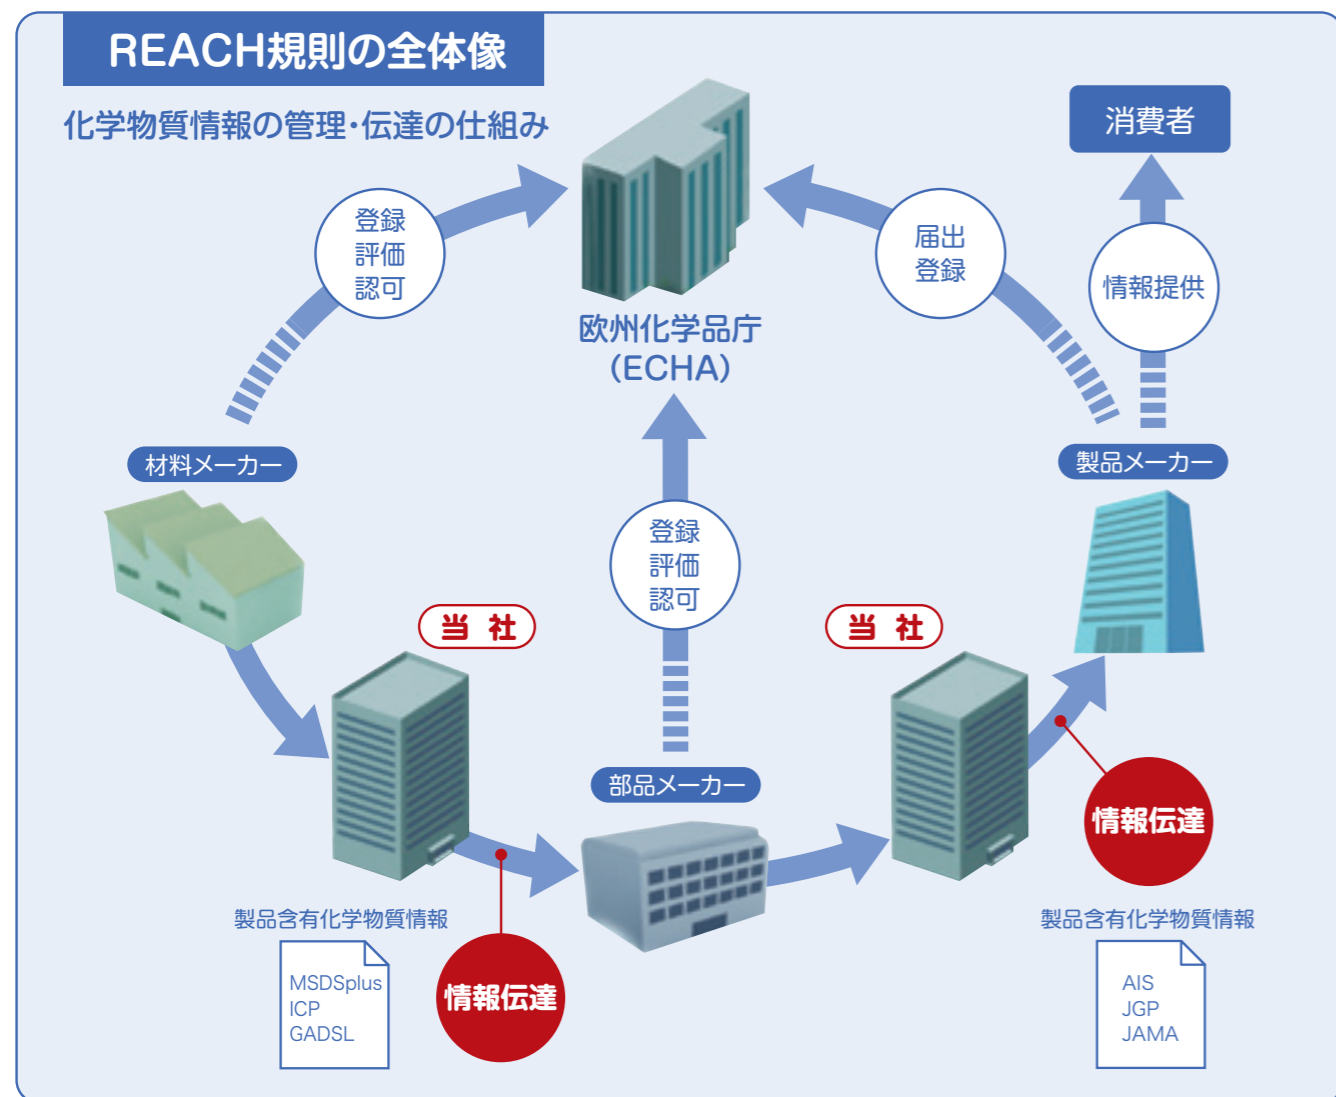 REACH規則の全体像
化学物質情報の管理・伝達の仕組み
消費者
登録
評価
認可
届出
登録
情報提供
欧州化学品庁
(ECHA)
材料メーカー
製品メーカー
登録
評価
認可
当 社
当 社
部品メーカー
情報伝達
製品含有化学物質情報
MSDSplus
ICP
GADSL
情報伝達
製品含有化学物質情報
AIS
JGP
JAMA